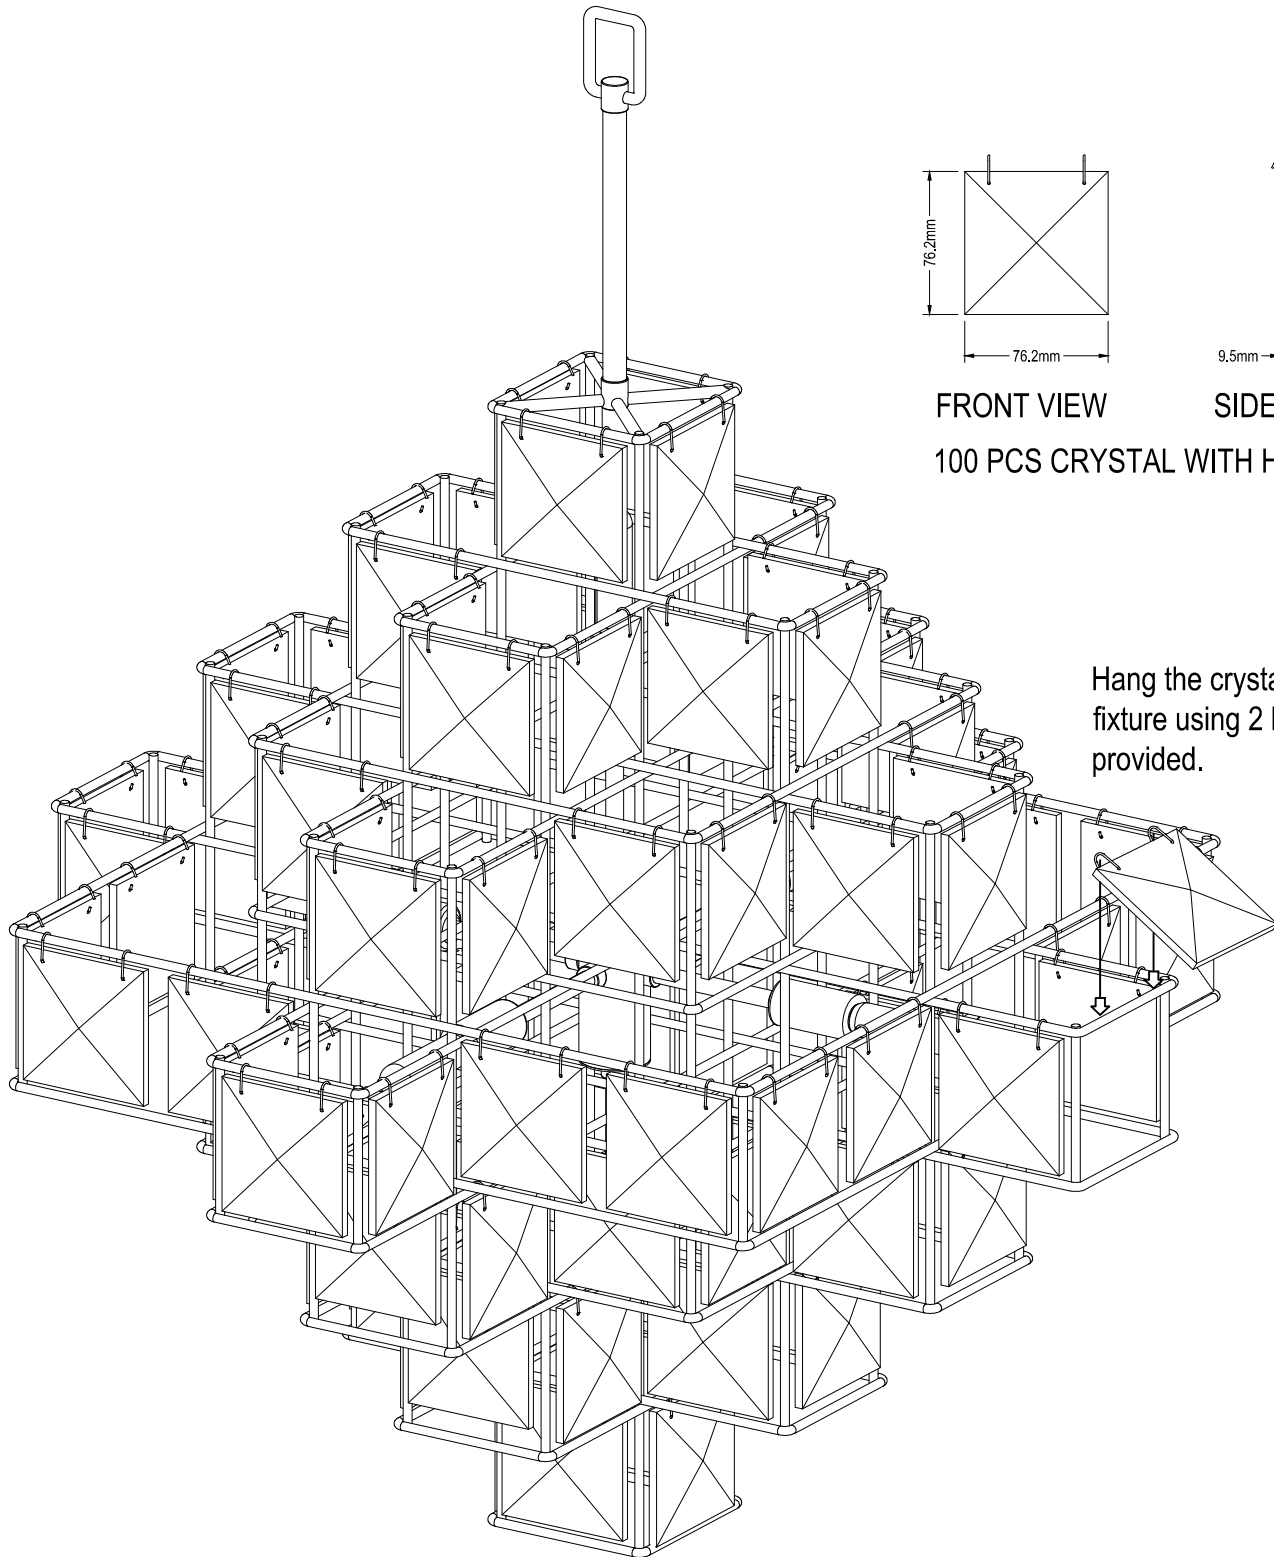 4
76.2mm
76.2mm
9.5mm
FRONT VIEW
SIDE
100 PCS CRYSTAL WITH H
Hang the crysta
fixture using 2
provided.